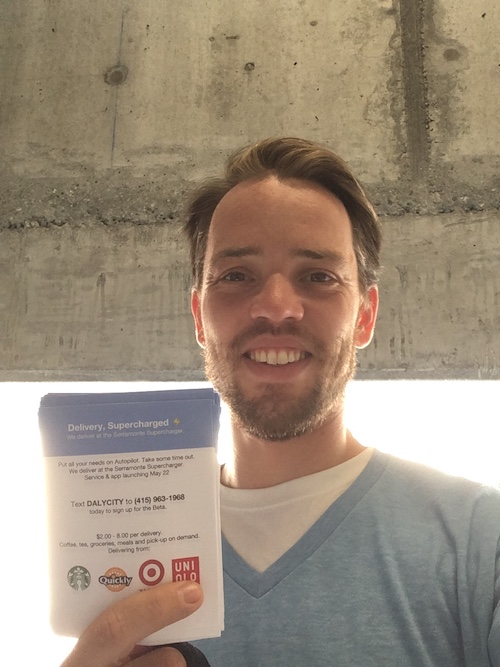 Delivery, Supercharged ⚡
We deliver at the Serramonte Supercharger.
Put all your needs on Autopilot. Take some time out.
We deliver at the Serramonte Supercharger.
Service & app launching May 22
Text DALYCITY to (415) 963-1968
today to sign up for the Beta.
$2.00 - 8.00 per delivery
Coffee, tea, groceries, meals and pick-up on demand.
Delivering from:
Quickly
UNI
QLO